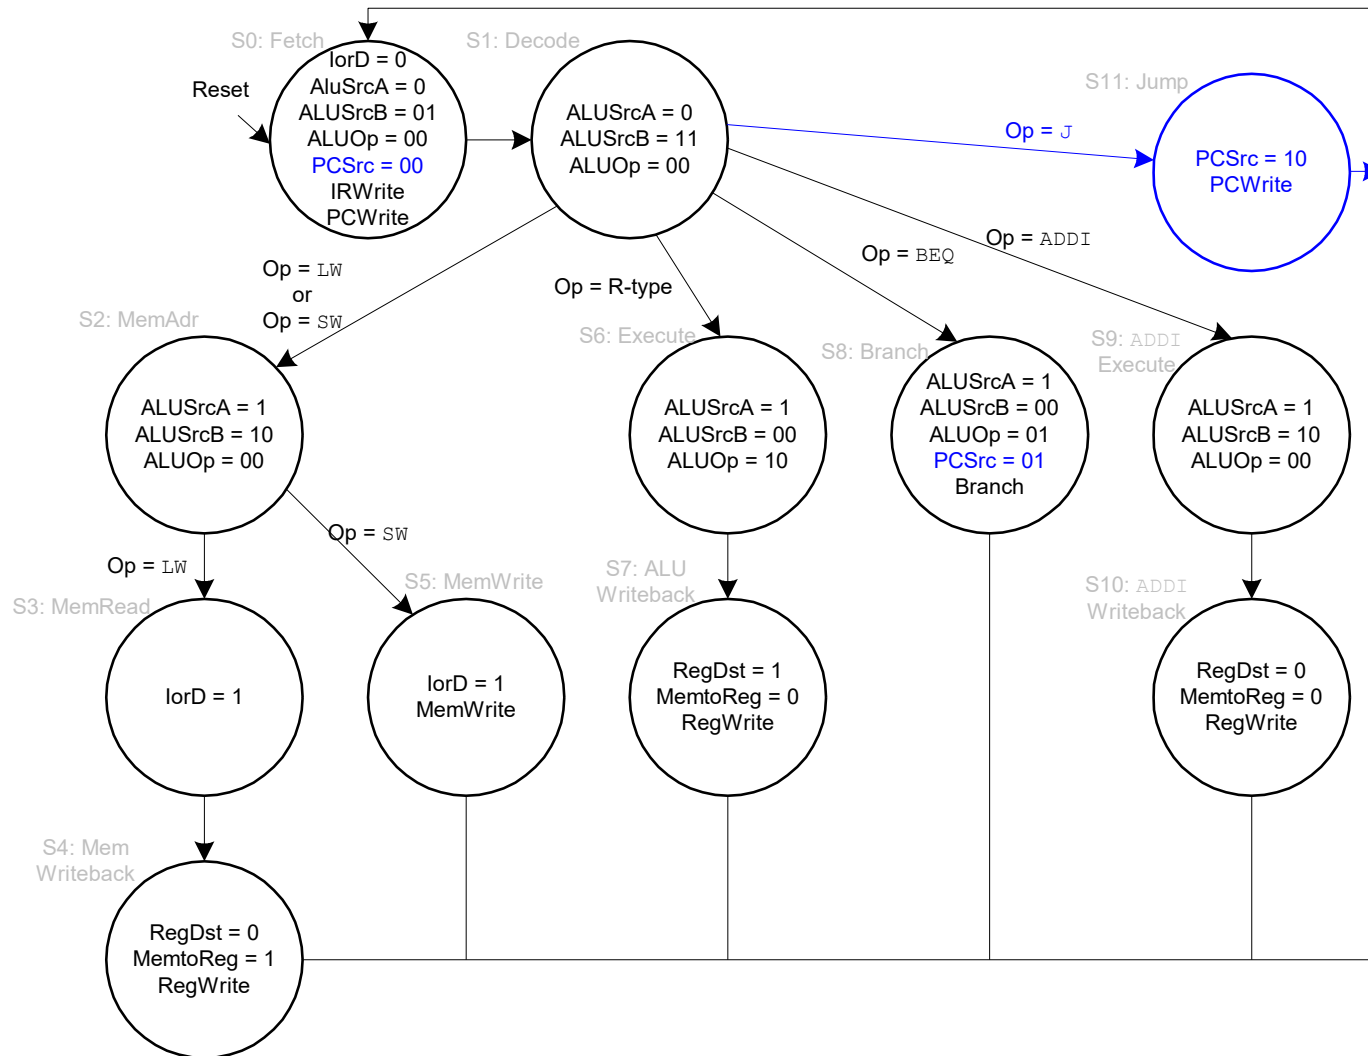 S0: Fetch
IorD = 0
AluSrcA = 0
ALUSrcB = 01
ALUOp = 00
PCSrc = 00
IRWrite
PCWrite
Reset
S1: Decode
ALUSrcA = 0
ALUSrcB = 11
ALUOp = 00
S11: Jump
Op = J
PCSrc = 10
PCWrite
Op = LW
or
Op = SW
Op = R-type
Op = BEQ
Op = ADDI
S2: MemAdr
ALUSrcA = 1
ALUSrcB = 10
ALUOp = 00
S6: Execute
ALUSrcA = 1
ALUSrcB = 00
ALUOp = 10
S8: Branch
ALUSrcA = 1
ALUSrcB = 00
ALUOp = 01
PCSrc = 01
Branch
S9: ADDI
Execute
ALUSrcA = 1
ALUSrcB = 10
ALUOp = 00
Op = LW
Op = SW
S3: MemRead
IorD = 1
S5: MemWrite
IorD = 1
MemWrite
S7: ALU
Writeback
RegDst = 1
MemtoReg = 0
RegWrite
S10: ADDI
Writeback
RegDst = 0
MemtoReg = 0
RegWrite
S4: Mem
Writeback
RegDst = 0
MemtoReg = 1
RegWrite